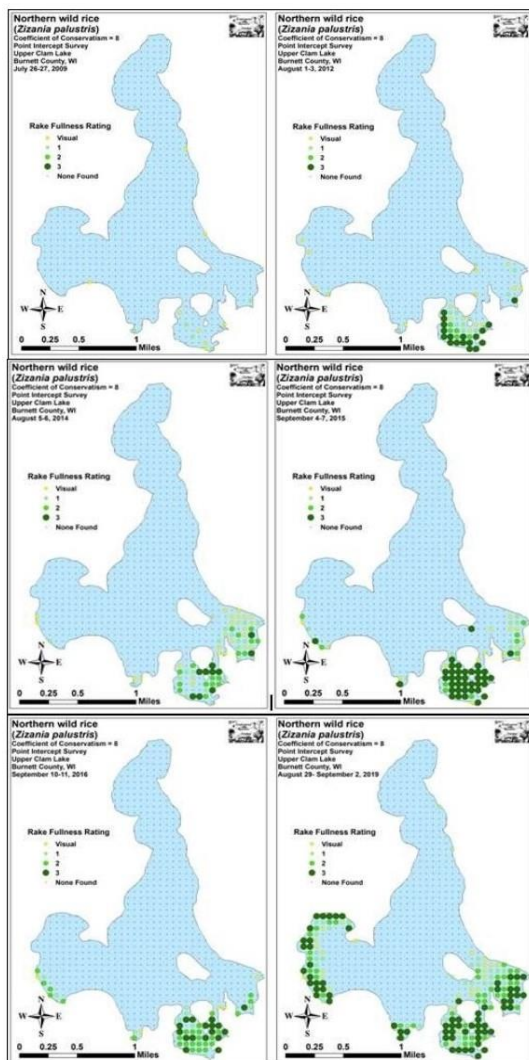 Northern wild rice
(Zizania palustris)
Coefficient of Conservatism = 8
Point Intercept Survey
Upper Clam Lake
Burnett County, WI
July 26-27, 2009
Rake Fullness Rating
Visual
1
2
3
None Found
N
W E
S
0 0.25 0.5 1
Miles
Northern wild rice
(Zizania palustris)
Coefficient of Conservatism = 8
Point Intercept Survey
Upper Clam Lake
Burnett County, WI
August 1-3, 2012
Rake Fullness Rating
Visual
1
2
3
None Found
N
W E
S
0 0.25 0.5 1
Miles
Northern wild rice
(Zizania palustris)
Coefficient of Conservatism = 8
Point Intercept Survey
Upper Clam Lake
Burnett County, WI
August 5-6, 2014
Rake Fullness Rating
Visual
1
2
3
None Found
N
W E
S
0 0.25 0.5 1
Miles
Northern wild rice
(Zizania palustris)
Coefficient of Conservatism = 8
Point Intercept Survey
Upper Clam Lake
Burnett County, WI
September 4-7, 2015
Rake Fullness Rating
Visual
1
2
3
None Found
N
W E
S
0 0.25 0.5 1
Miles
Northern wild rice
(Zizania palustris)
Coefficient of Conservatism = 8
Point Intercept Survey
Upper Clam Lake
Burnett County, WI
September 10-11, 2016
Rake Fullness Rating
Visual
1
2
3
None Found
N
W E
S
0 0.25 0.5 1
Miles
Northern wild rice
(Zizania palustris)
Coefficient of Conservatism = 8
Point Intercept Survey
Upper Clam Lake
Burnett County, WI
August 29- September 2, 2019
Rake Fullness Rating
Visual
1
2
3
None Found
N
W E
S
0 0.25 0.5 1
Miles